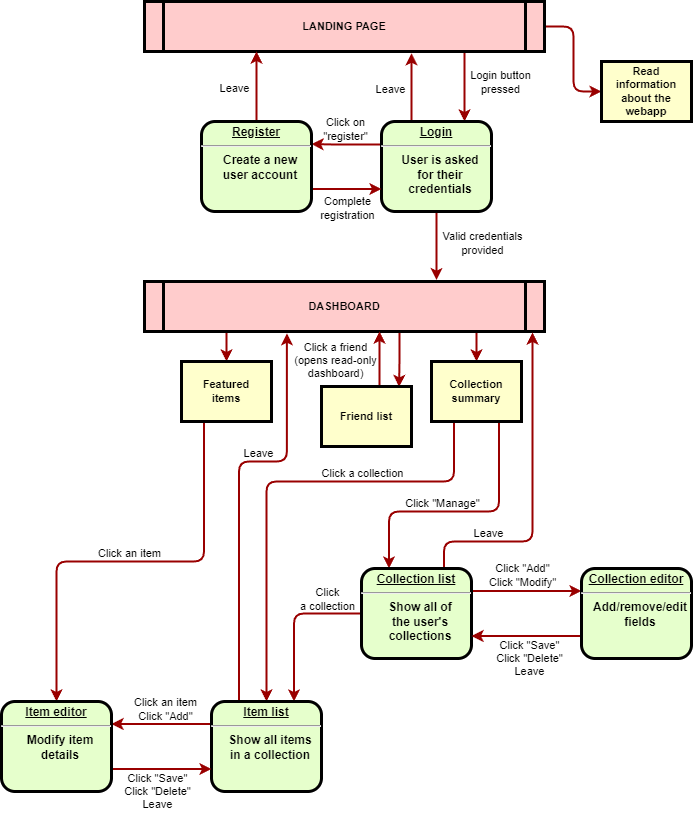 LANDING PAGE
Read
information
about the
webapp
Leave
Leave
Login button
pressed
Register
Create a new
user account
Click on
"register"
Login
User is asked
for their
credentials
Complete
registration
Valid credentials
provided
DASHBOARD
Click a friend
(opens read-only
dashboard)
Featured
items
Friend list
Collection
summary
Leave
Click a collection
Click "Manage"
Leave
Click an item
Click
a collection
Collection list
Show all of
the user's
collections
Click "Add"
Click "Modify"
Collection editor
Add/remove/edit
fields
Click "Save"
Click "Delete"
Leave
Item editor
Modify item
details
Click an item
Click "Add"
Item list
Show all items
in a collection
Click "Save"
Click "Delete"
Leave